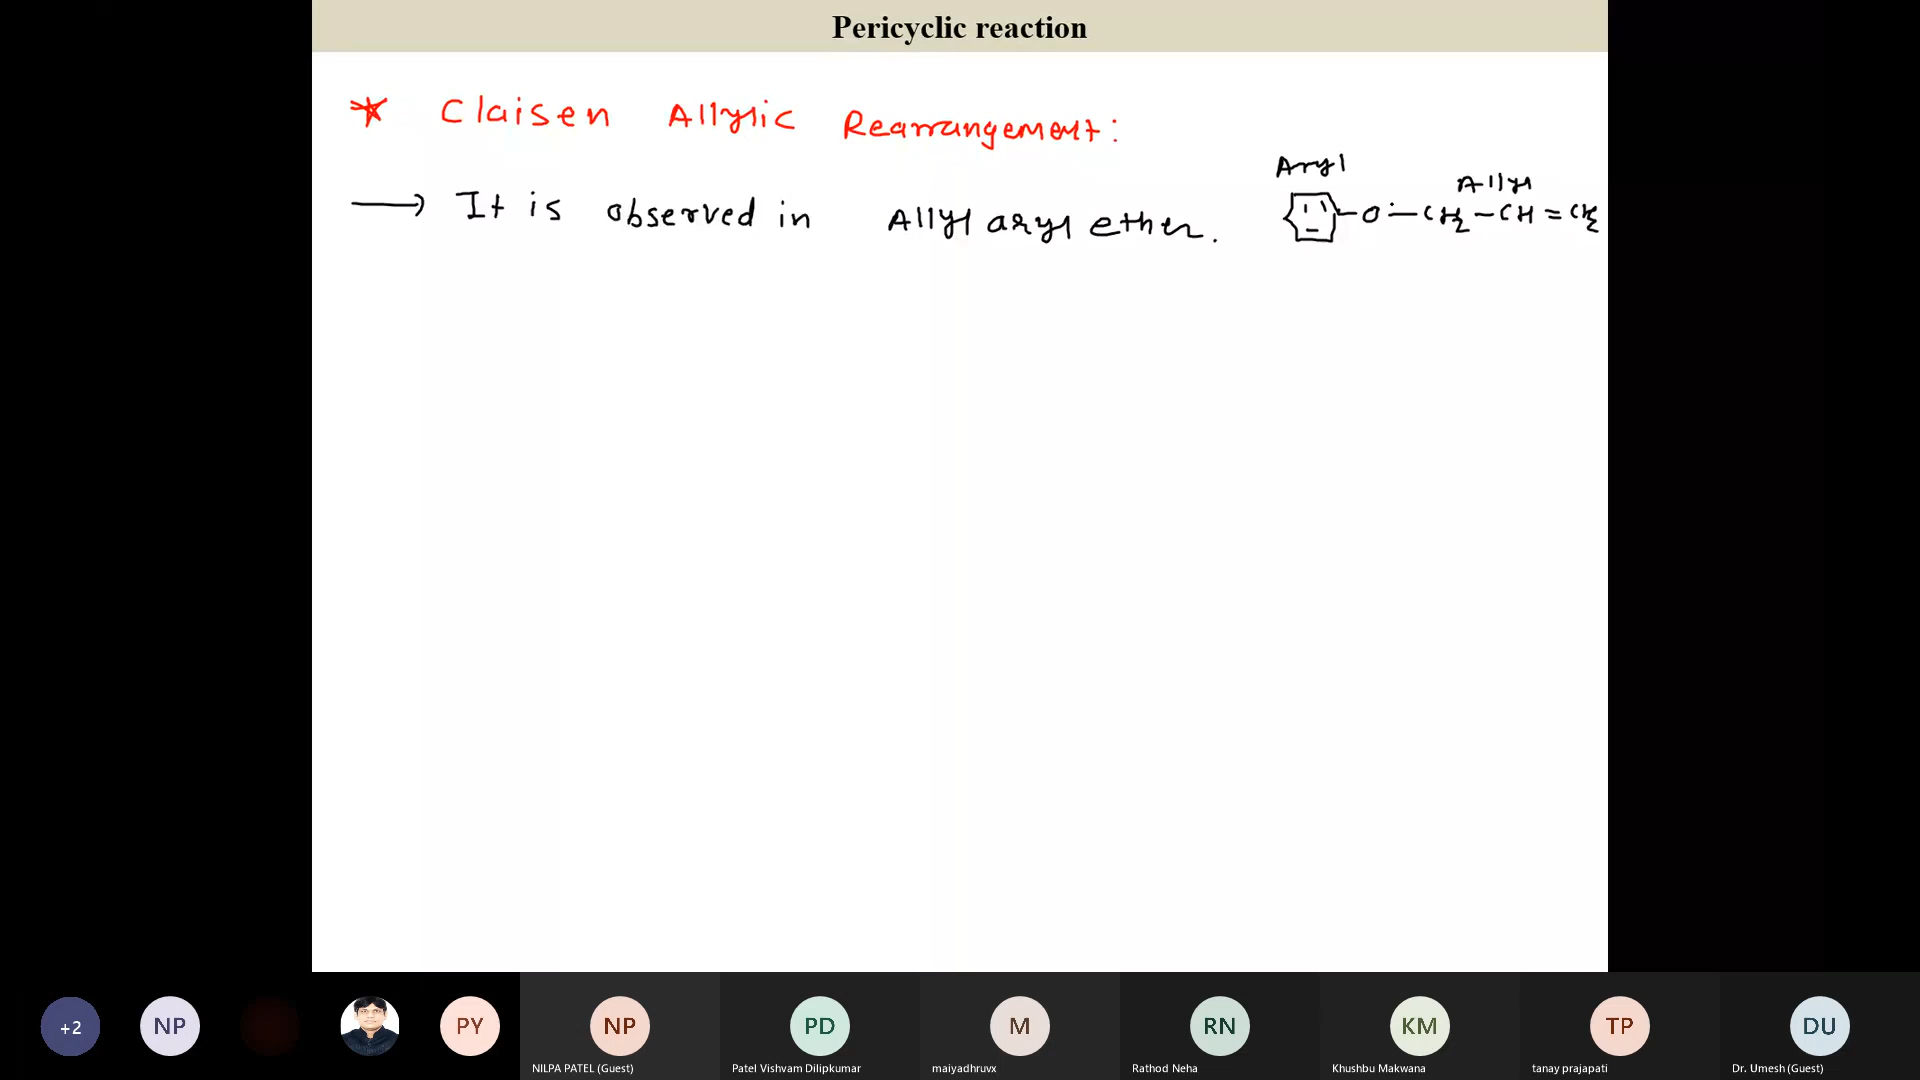 Pericyclic reaction
* Claisen Allylic Rearrangement:
→ It is observed in Allyl aryl ether.
Aryl
Allyl
-O-CH2-CH=CH2
+2
NP
PY
NP
PD
M
RN
KM
TP
DU
NILPA PATEL (Guest)
Patel Vishvam Dilipkumar
maiyadhruvx
Rathod Neha
Khushbu Makwana
tanay prajapati
Dr. Umesh (Guest)